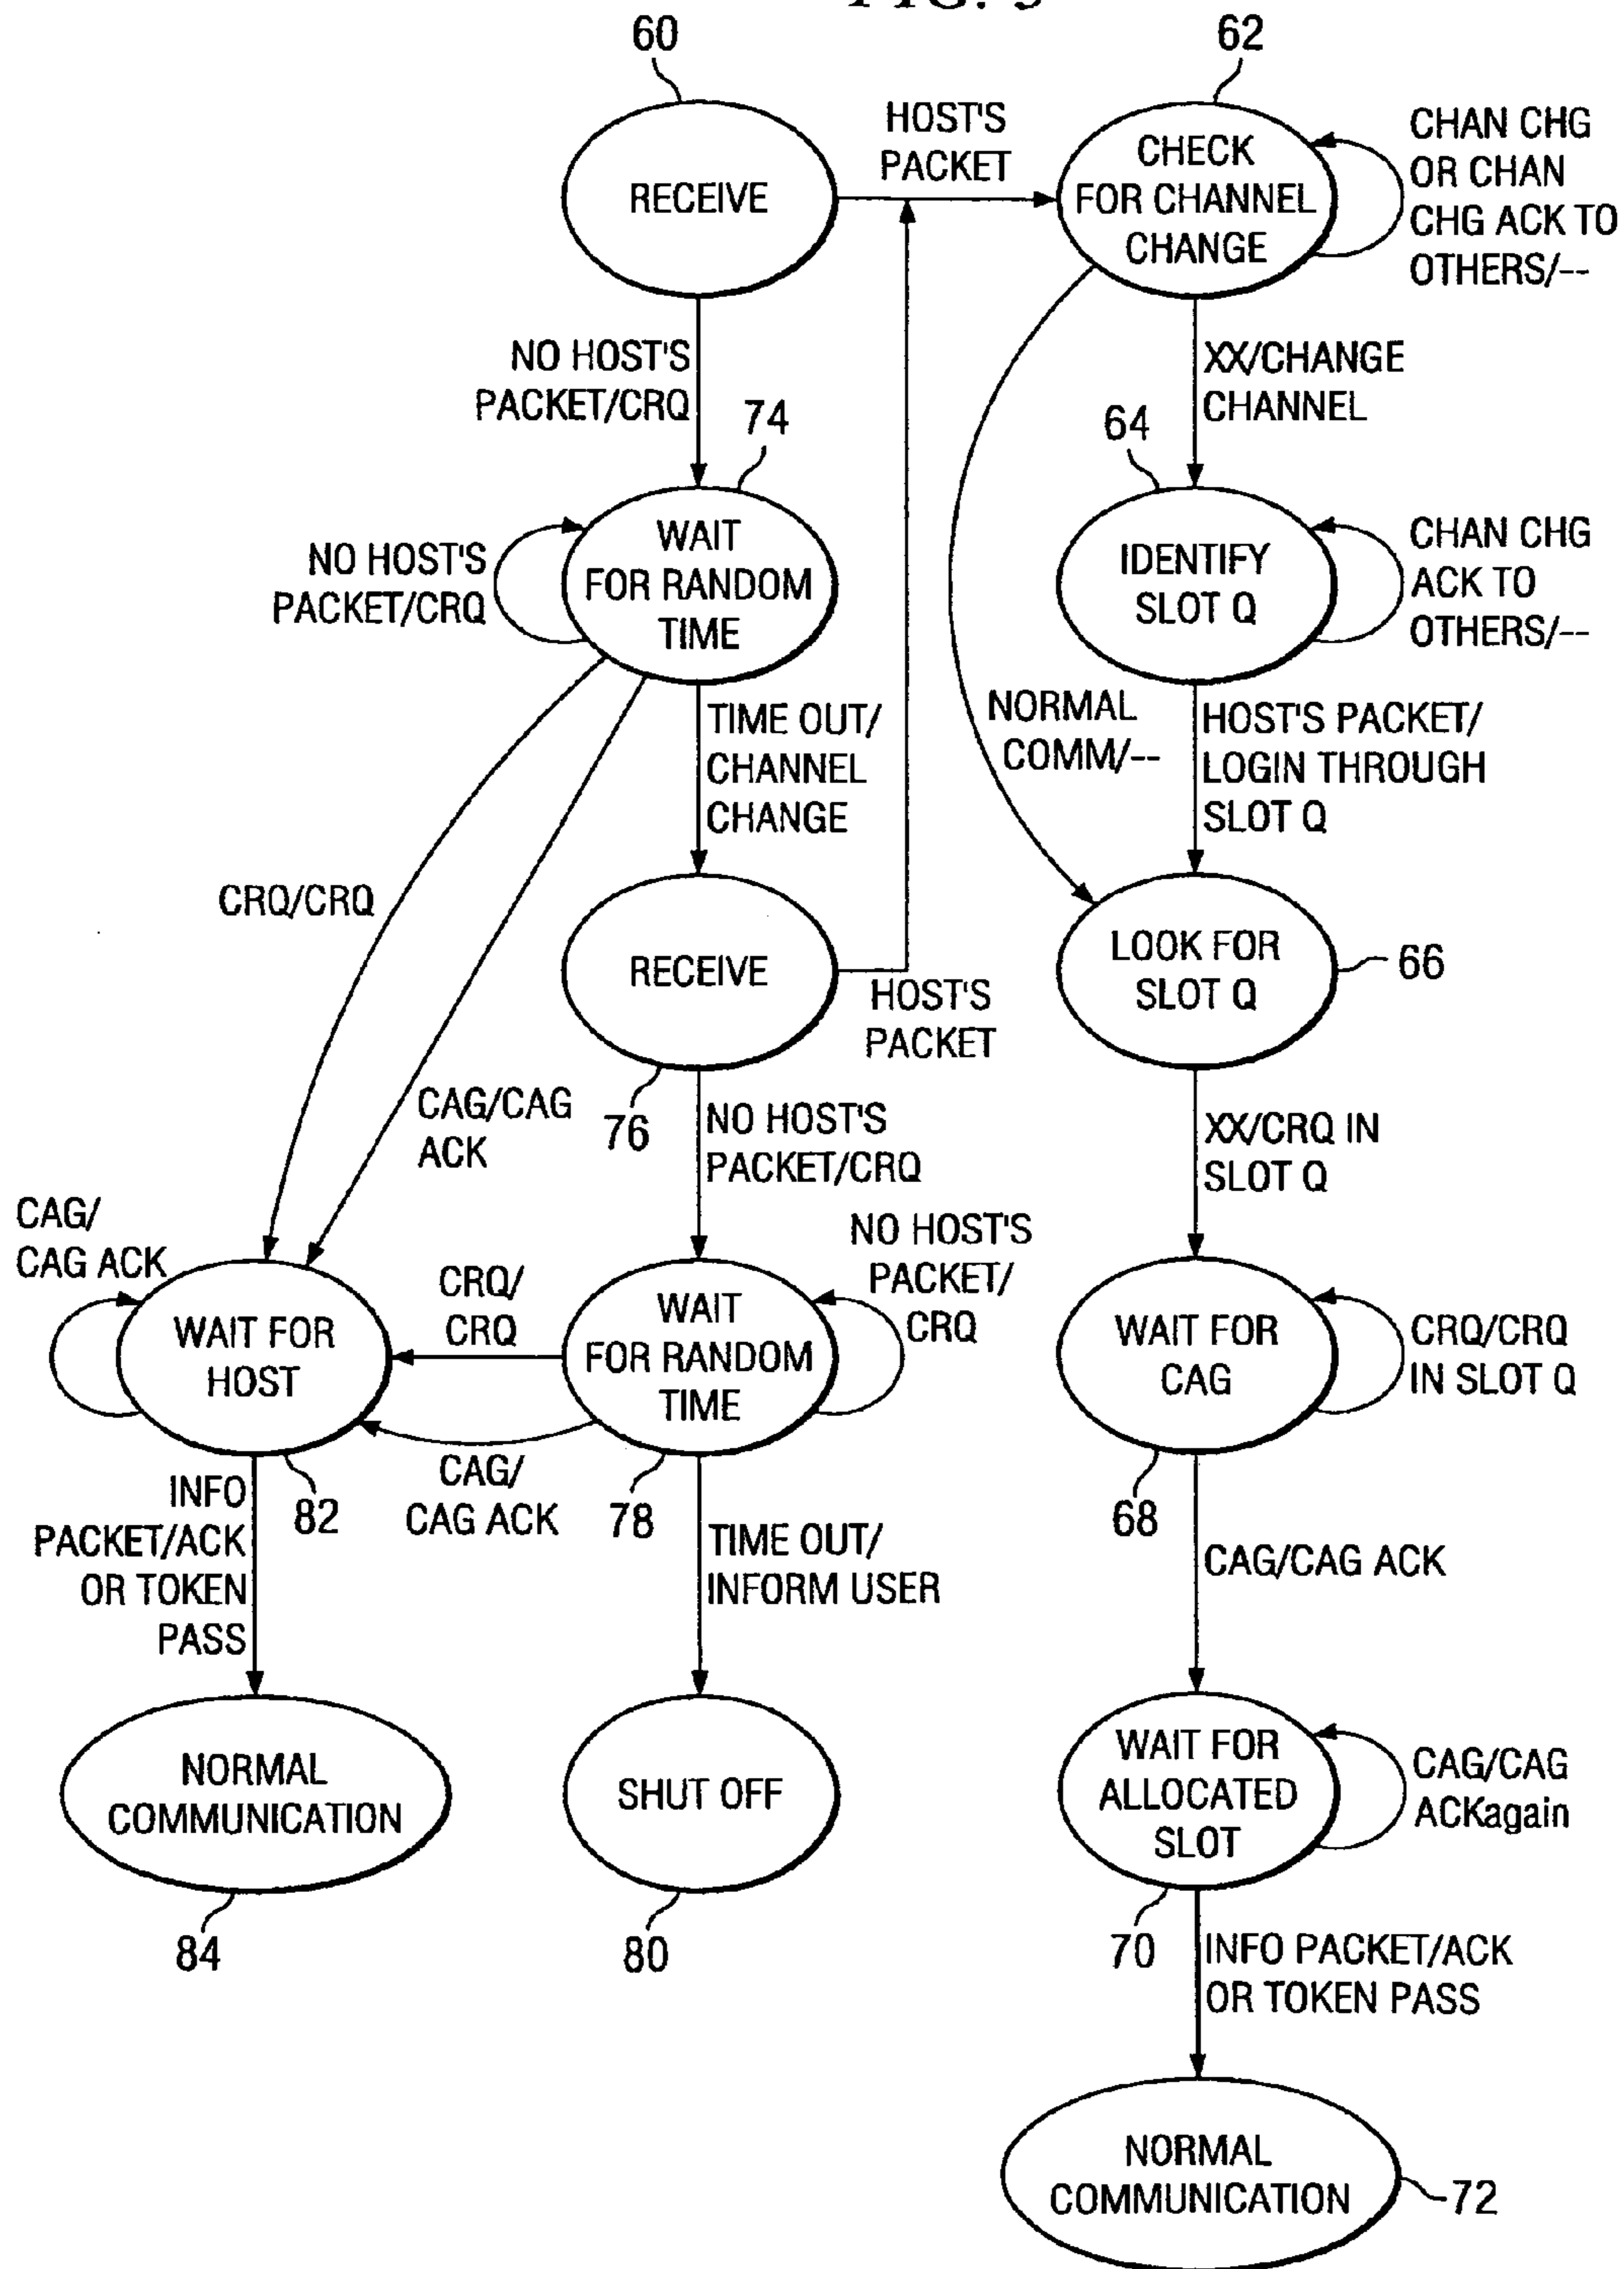 60
62
RECEIVE
HOST'S
PACKET
CHECK
FOR CHANNEL
CHANGE
CHAN CHG
OR CHAN
CHG ACK TO
OTHERS/--
NO HOST'S
PACKET/CRQ
XX/CHANGE
CHANNEL
74
64
NO HOST'S
PACKET/CRQ
WAIT
FOR RANDOM
TIME
IDENTIFY
SLOT Q
CHAN CHG
ACK TO
OTHERS/--
TIME OUT/
CHANNEL
CHANGE
NORMAL
COMM/--
HOST'S PACKET/
LOGIN THROUGH
SLOT Q
CRQ/CRQ
RECEIVE
HOST'S
PACKET
LOOK FOR
SLOT Q
66
CAG/CAG
ACK
76
NO HOST'S
PACKET/CRQ
XX/CRQ IN
SLOT Q
CAG/
CAG ACK
WAIT FOR
HOST
CRQ/
CRQ
WAIT
FOR RANDOM
TIME
NO HOST'S
PACKET/
CRQ
WAIT FOR
CAG
CRQ/CRQ
IN SLOT Q
INFO
PACKET/ACK
OR TOKEN
PASS
82
CAG/
CAG ACK
78
TIME OUT/
INFORM USER
68
CAG/CAG ACK
NORMAL
COMMUNICATION
SHUT OFF
WAIT FOR
ALLOCATED
SLOT
CAG/CAG
ACKagain
84
80
70
INFO PACKET/ACK
OR TOKEN PASS
NORMAL
COMMUNICATION
72